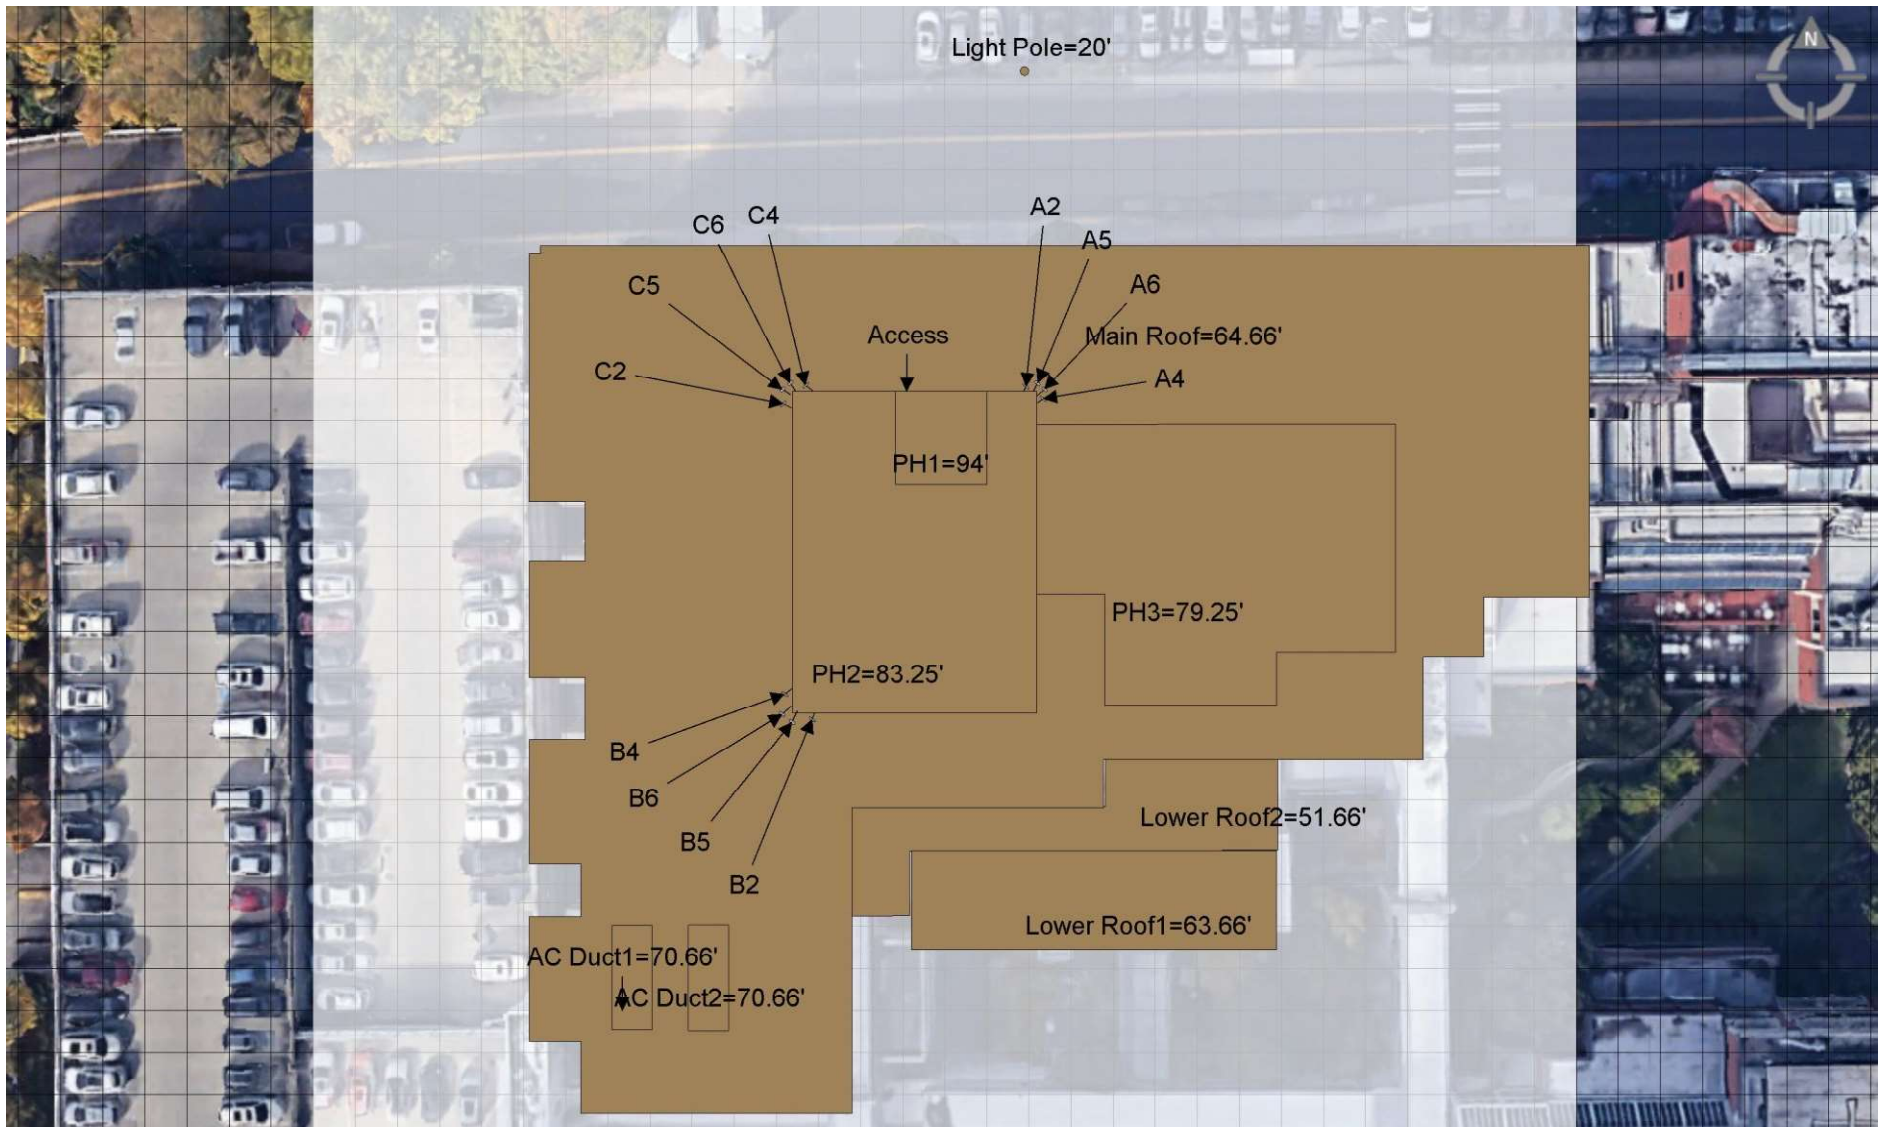 Light Pole=20'
N
A2
C4
C6
A5
C5
A6
Access
Main Roof=64.66'
C2
A4
PH1=94'
PH3=79.25'
PH2=83.25'
B4
B6
Lower Roof2=51.66'
B5
B2
Lower Roof1=63.66'
AC Duct1=70.66'
AC Duct2=70.66'